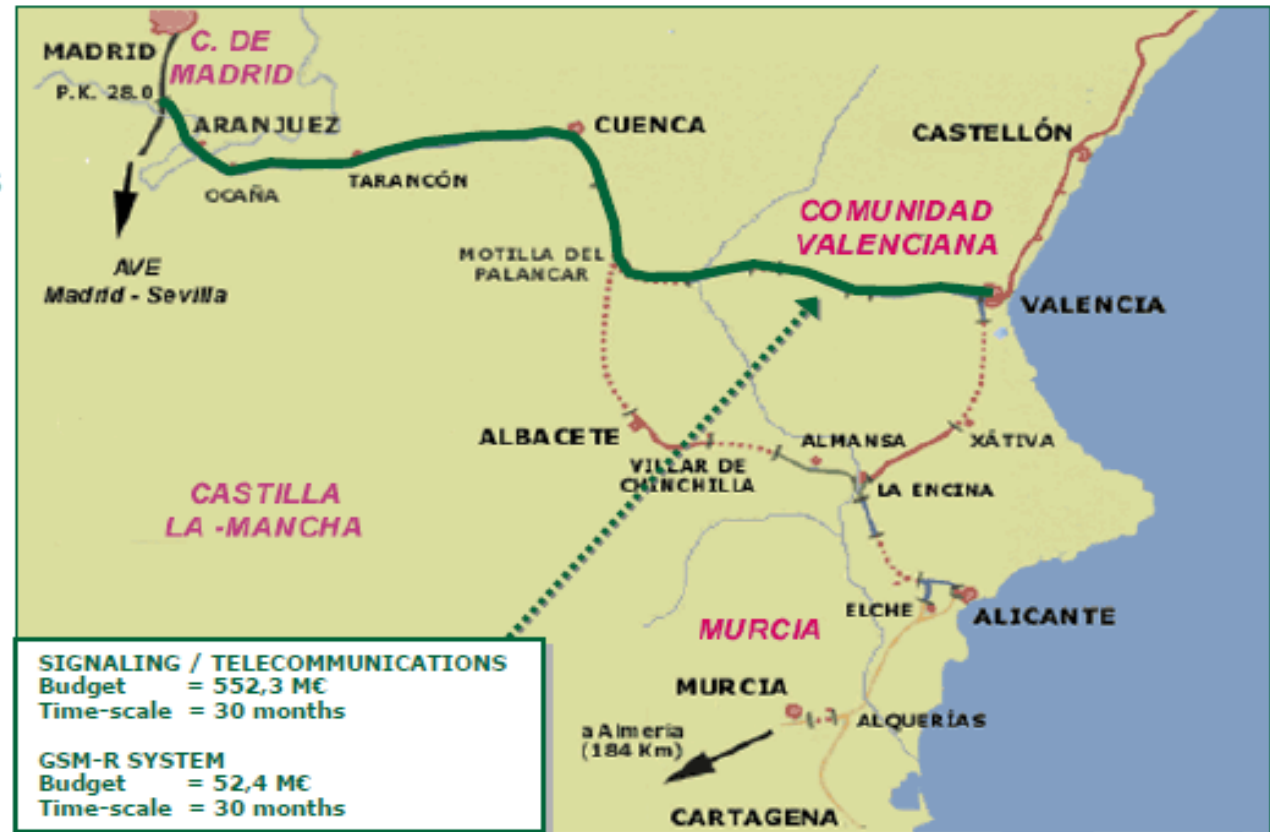 MADRID
C. DE
MADRID
P.K. 28.0
ARANJUEZ
OCAÑA
TARANCÓN
CUENCA
CASTELLÓN
COMUNIDAD
VALENCIANA
MOTILLA DEL
PALANCAR
AVE
Madrid - Sevilla
VALENCIA
ALBACETE
VILLAR DE
CHINCHILLA
ALMANSA
XÁTIVA
LA ENCINA
CASTILLA
LA -MANCHA
ELCHE
ALICANTE
MURCIA
MURCIA
ALQUERÍAS
a Almería
(184 Km)
CARTAGENA
SIGNALING / TELECOMMUNICATIONS
Budget = 552,3 M€
Time-scale = 30 months
GSM-R SYSTEM
Budget = 52,4 M€
Time-scale = 30 months